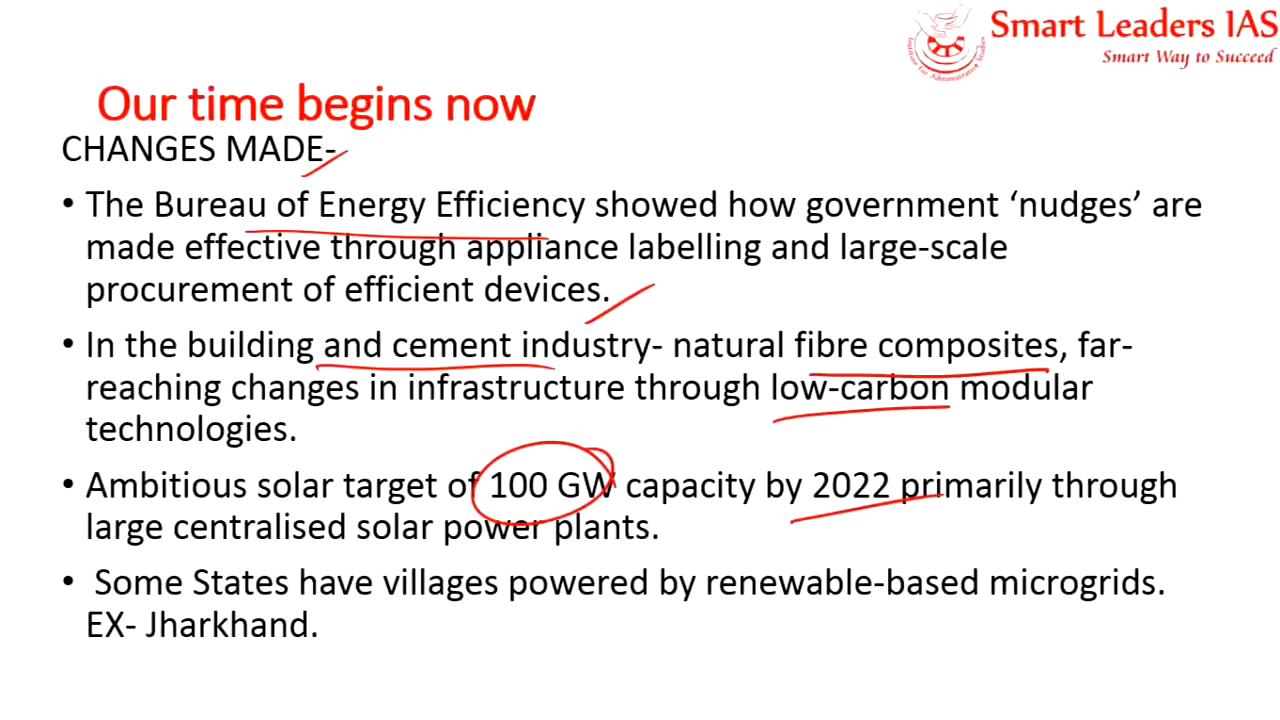 Smart Leaders IAS
Smart Way to Succeed
Institute For Administrative Studies
Our time begins now
CHANGES MADE-
• The Bureau of Energy Efficiency showed how government ‘nudges’ are
made effective through appliance labelling and large-scale
procurement of efficient devices.
• In the building and cement industry- natural fibre composites, far-
reaching changes in infrastructure through low-carbon modular
technologies.
• Ambitious solar target of 100 GW capacity by 2022 primarily through
large centralised solar power plants.
• Some States have villages powered by renewable-based microgrids.
EX- Jharkhand.